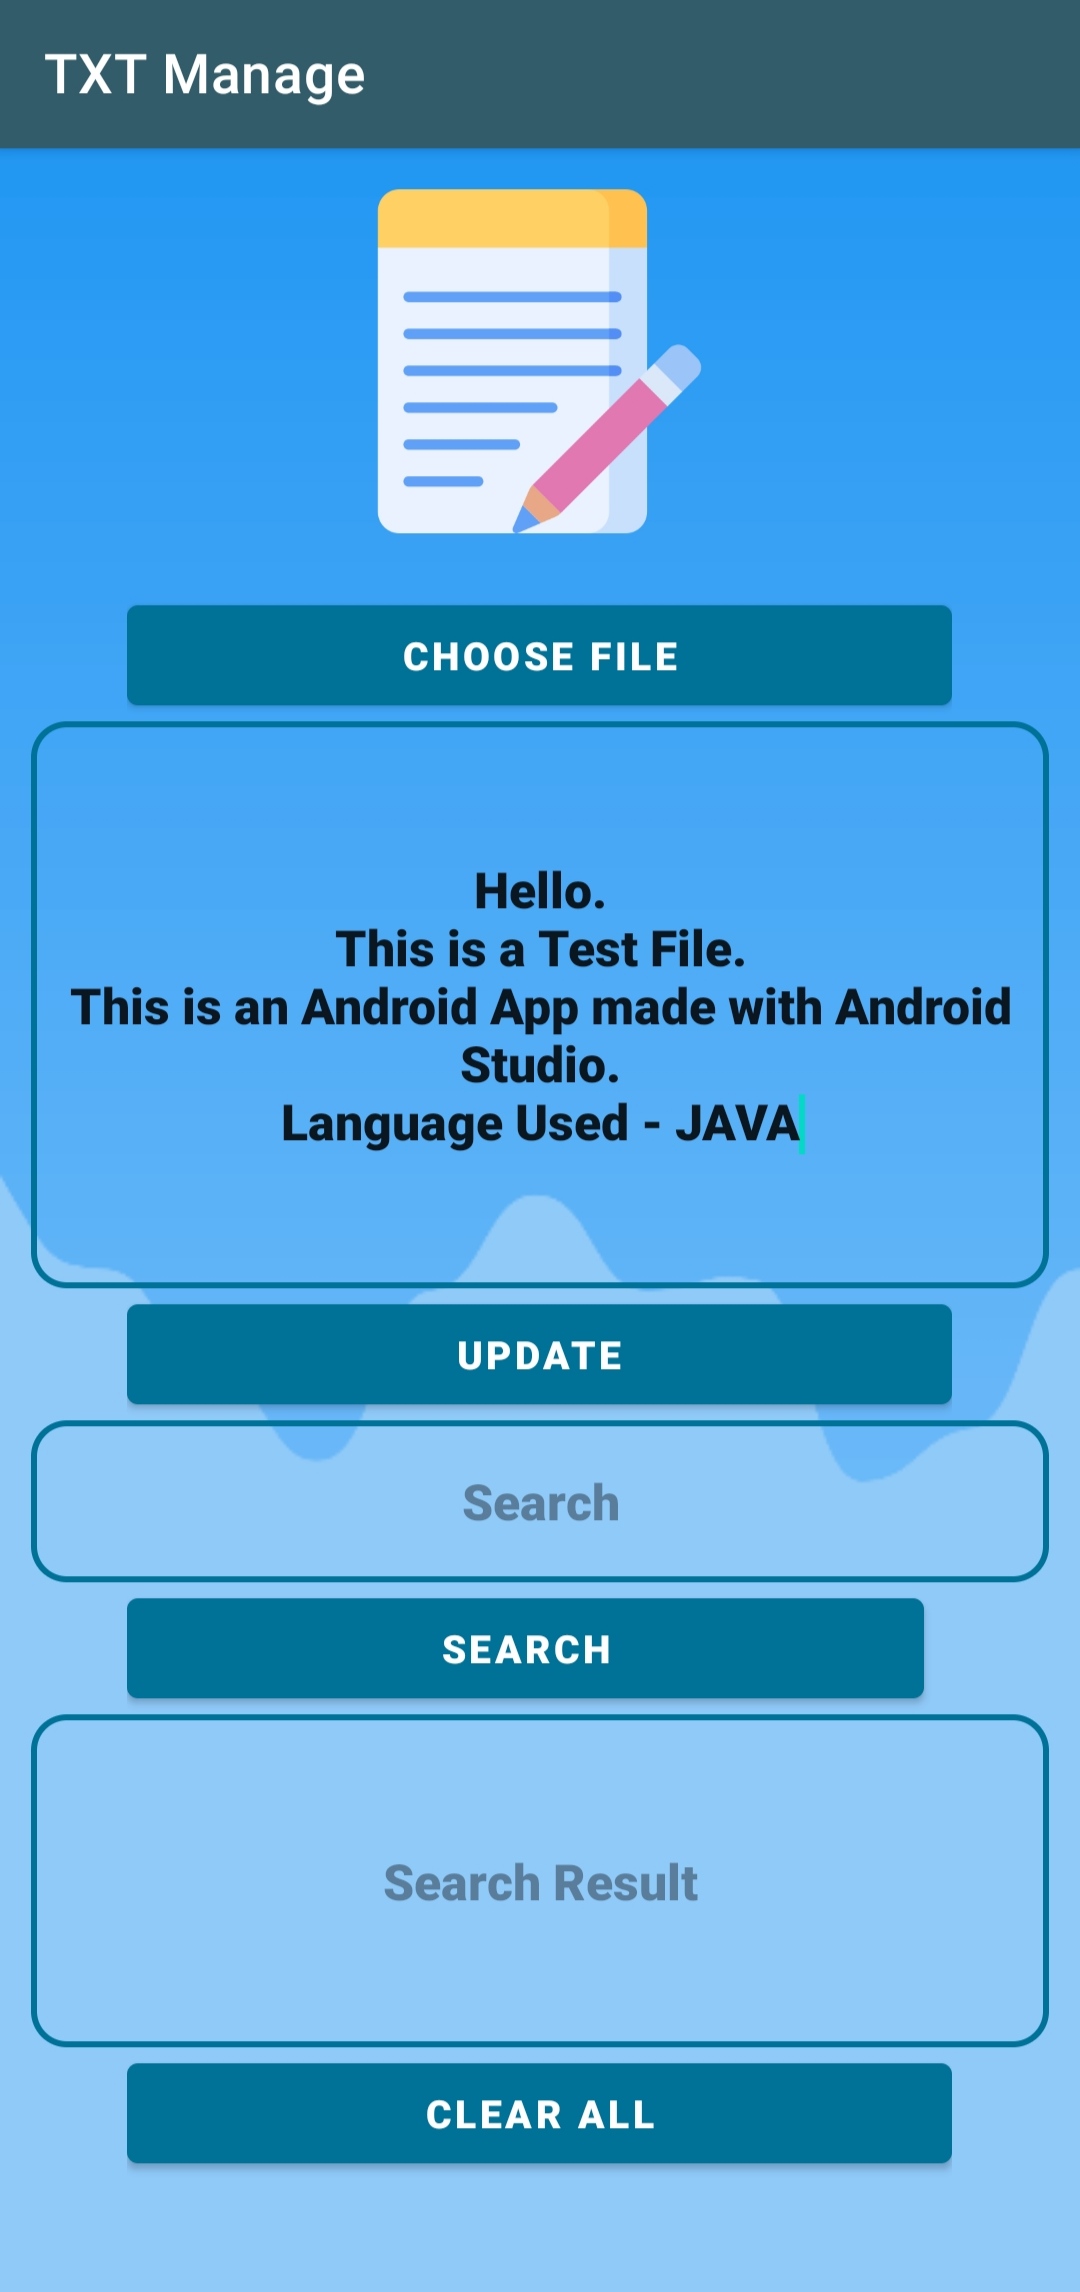 TXT Manage
CHOOSE FILE
Hello.
This is a Test File.
This is an Android App made with Android
Studio.
Language Used - JAVA
UPDATE
Search
SEARCH
Search Result
CLEAR ALL